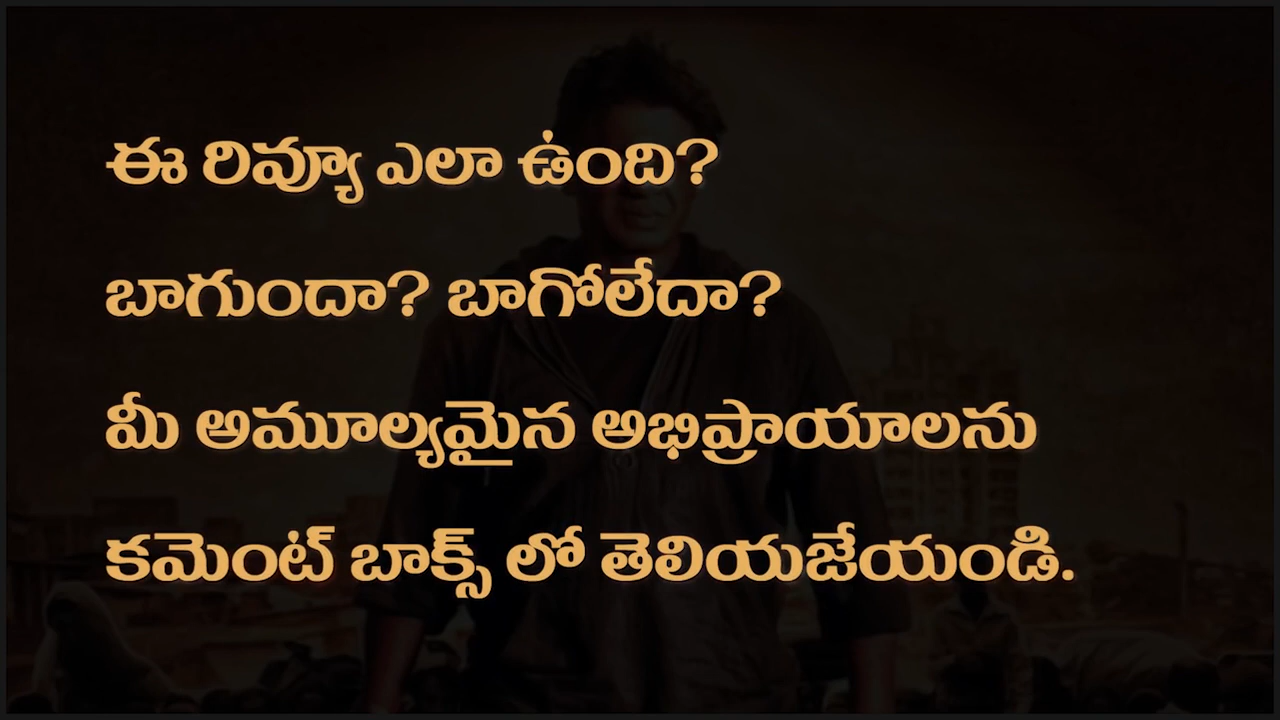 ఈ రివ్యూ ఎలా ఉంది?
బాగుందా? బాగోలేదా?
మీ అమూల్యమైన అభిప్రాయాలను
కమెంట్ బాక్స్ లో తెలియజేయండి.